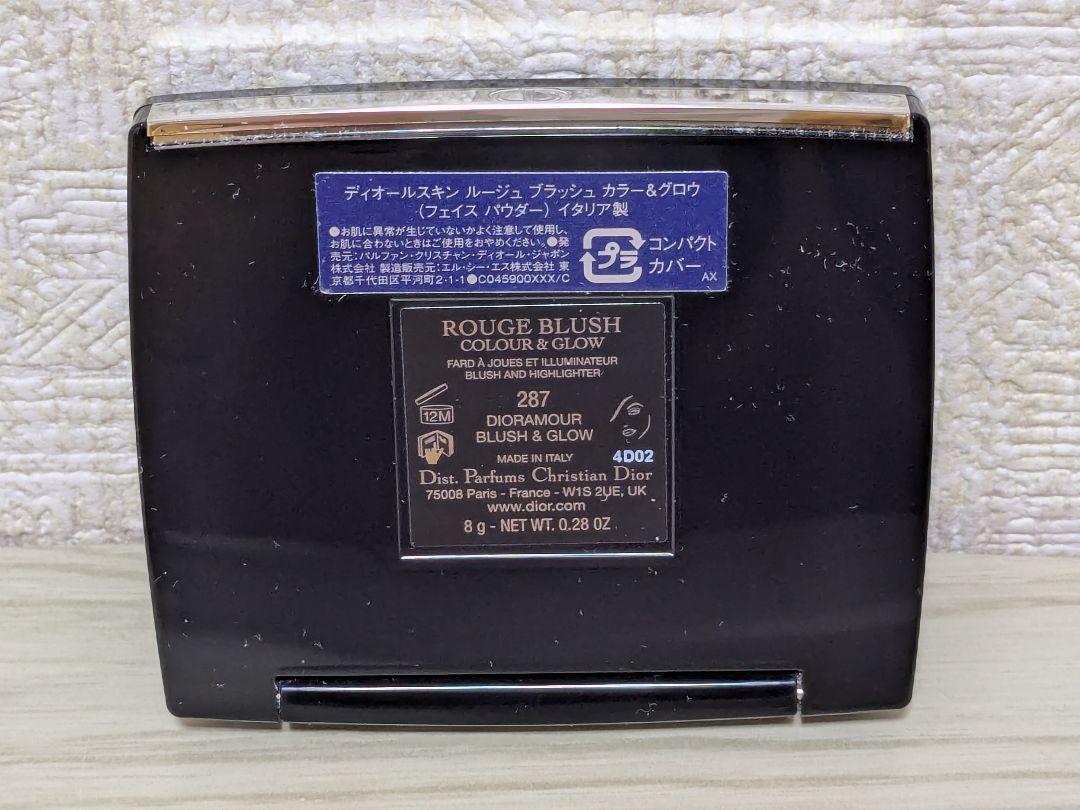 ディオールスキン ルージュ ブラッシュ カラー&グロウ
(フェイス パウダー) イタリア製
●お肌に異常が生じていないかよく注意して使用し、
お肌に合わないときはご使用をおやめください。●発
売元:パルファン・クリスチャン・ディオール・ジャポン
株式会社 製造販売元:エル・シー・エス株式会社 東
京都千代田区平河町2-1-1●C045900XXX/C
プラ
コンパクト
カバー
AX
ROUGE BLUSH
COLOUR & GLOW
FARD À JOUES ET ILLUMINATEUR
BLUSH AND HIGHLIGHTER
12M
287
DIORAMOUR
BLUSH & GLOW
4D02
MADE IN ITALY
Dist. Parfums Christian Dior
75008 Paris - France - W1S 2UE, UK
www.dior.com
8 g - NET WT. 0.28 OZ